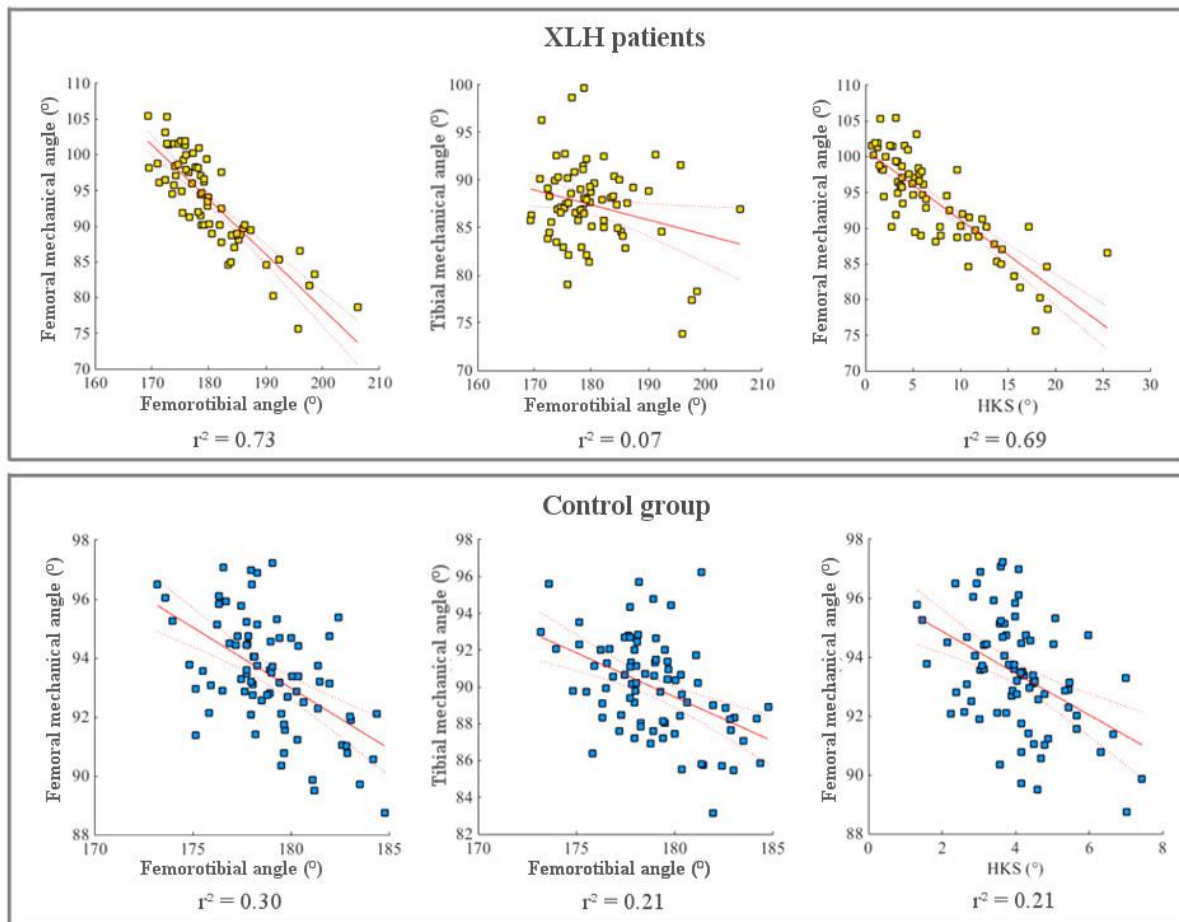 XLH patients
Femoral mechanical angle (°)
110
105
100
95
90
85
80
75
70
160 170 180 190 200 210
Femorotibial angle (°)
r² = 0.73
Tibial mechanical angle (°)
100
95
90
85
80
75
70
160 170 180 190 200 210
Femorotibial angle (°)
r² = 0.07
Femoral mechanical angle (°)
110
105
100
95
90
85
80
75
70
0 5 10 15 20 25 30
HKS (°)
r² = 0.69
Control group
Femoral mechanical angle (°)
98
96
94
92
90
88
170 175 180 185
Femorotibial angle (°)
r² = 0.30
Tibial mechanical angle (°)
98
96
94
92
90
88
86
84
82
170 175 180 185
Femorotibial angle (°)
r² = 0.21
Femoral mechanical angle (°)
98
96
94
92
90
88
0 2 4 6 8
HKS (°)
r² = 0.21